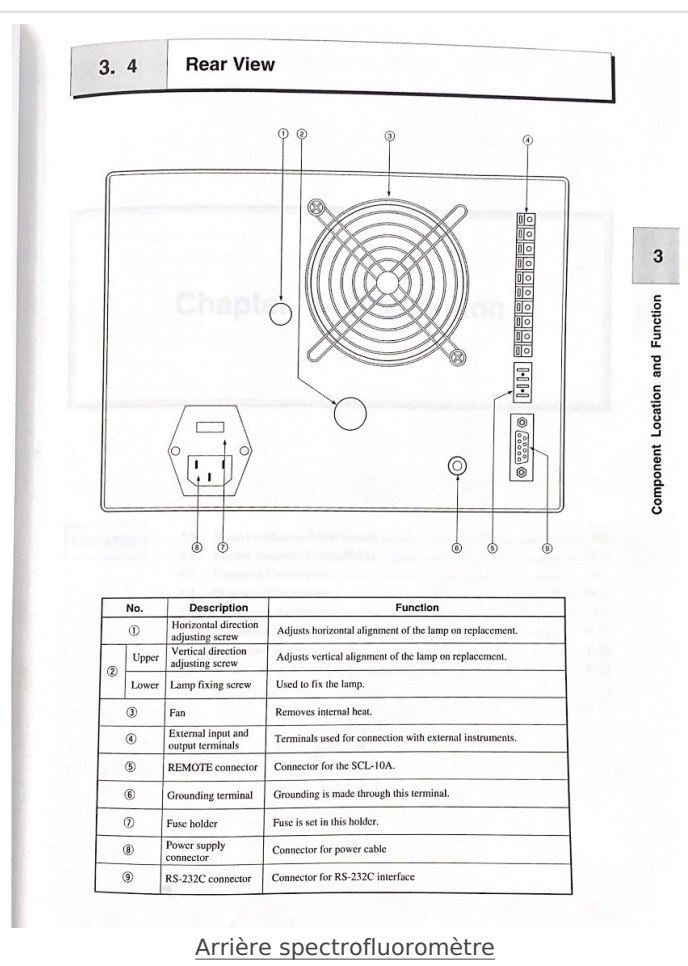 3. 4 Rear View
① ② ③ ④
3
Component Location and Function
⑧ ⑦ ⑥ ⑤ ⑨
No. Description Function
① Horizontal direction adjusting screw Adjusts horizontal alignment of the lamp on replacement.
② Upper Vertical direction adjusting screw Adjusts vertical alignment of the lamp on replacement.
Lower Lamp fixing screw Used to fix the lamp.
③ Fan Removes internal heat.
④ External input and output terminals Terminals used for connection with external instruments.
⑤ REMOTE connector Connector for the SCL-10A.
⑥ Grounding terminal Grounding is made through this terminal.
⑦ Fuse holder Fuse is set in this holder.
⑧ Power supply connector Connector for power cable
⑨ RS-232C connector Connector for RS-232C interface
Arrière spectrofluoromètre